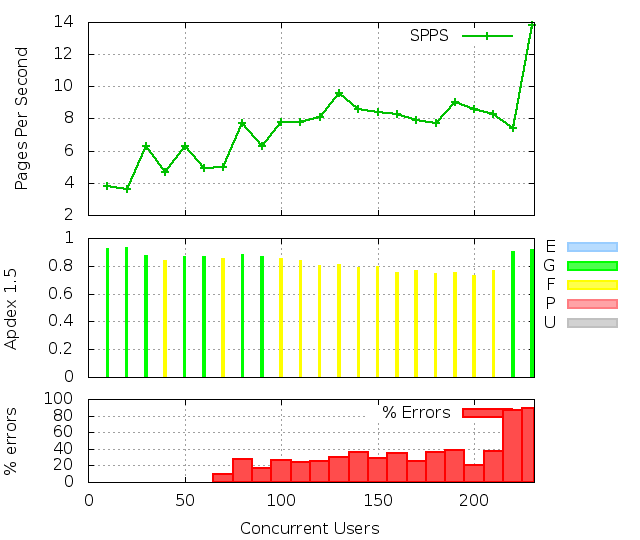 14
12
10
8
6
4
2
Pages Per Second
SPPS
1
0.8
0.6
0.4
0.2
0
Apdex 1.5
E
G
F
P
U
100
80
60
40
20
0
% errors
% Errors
0 50 100 150 200
Concurrent Users